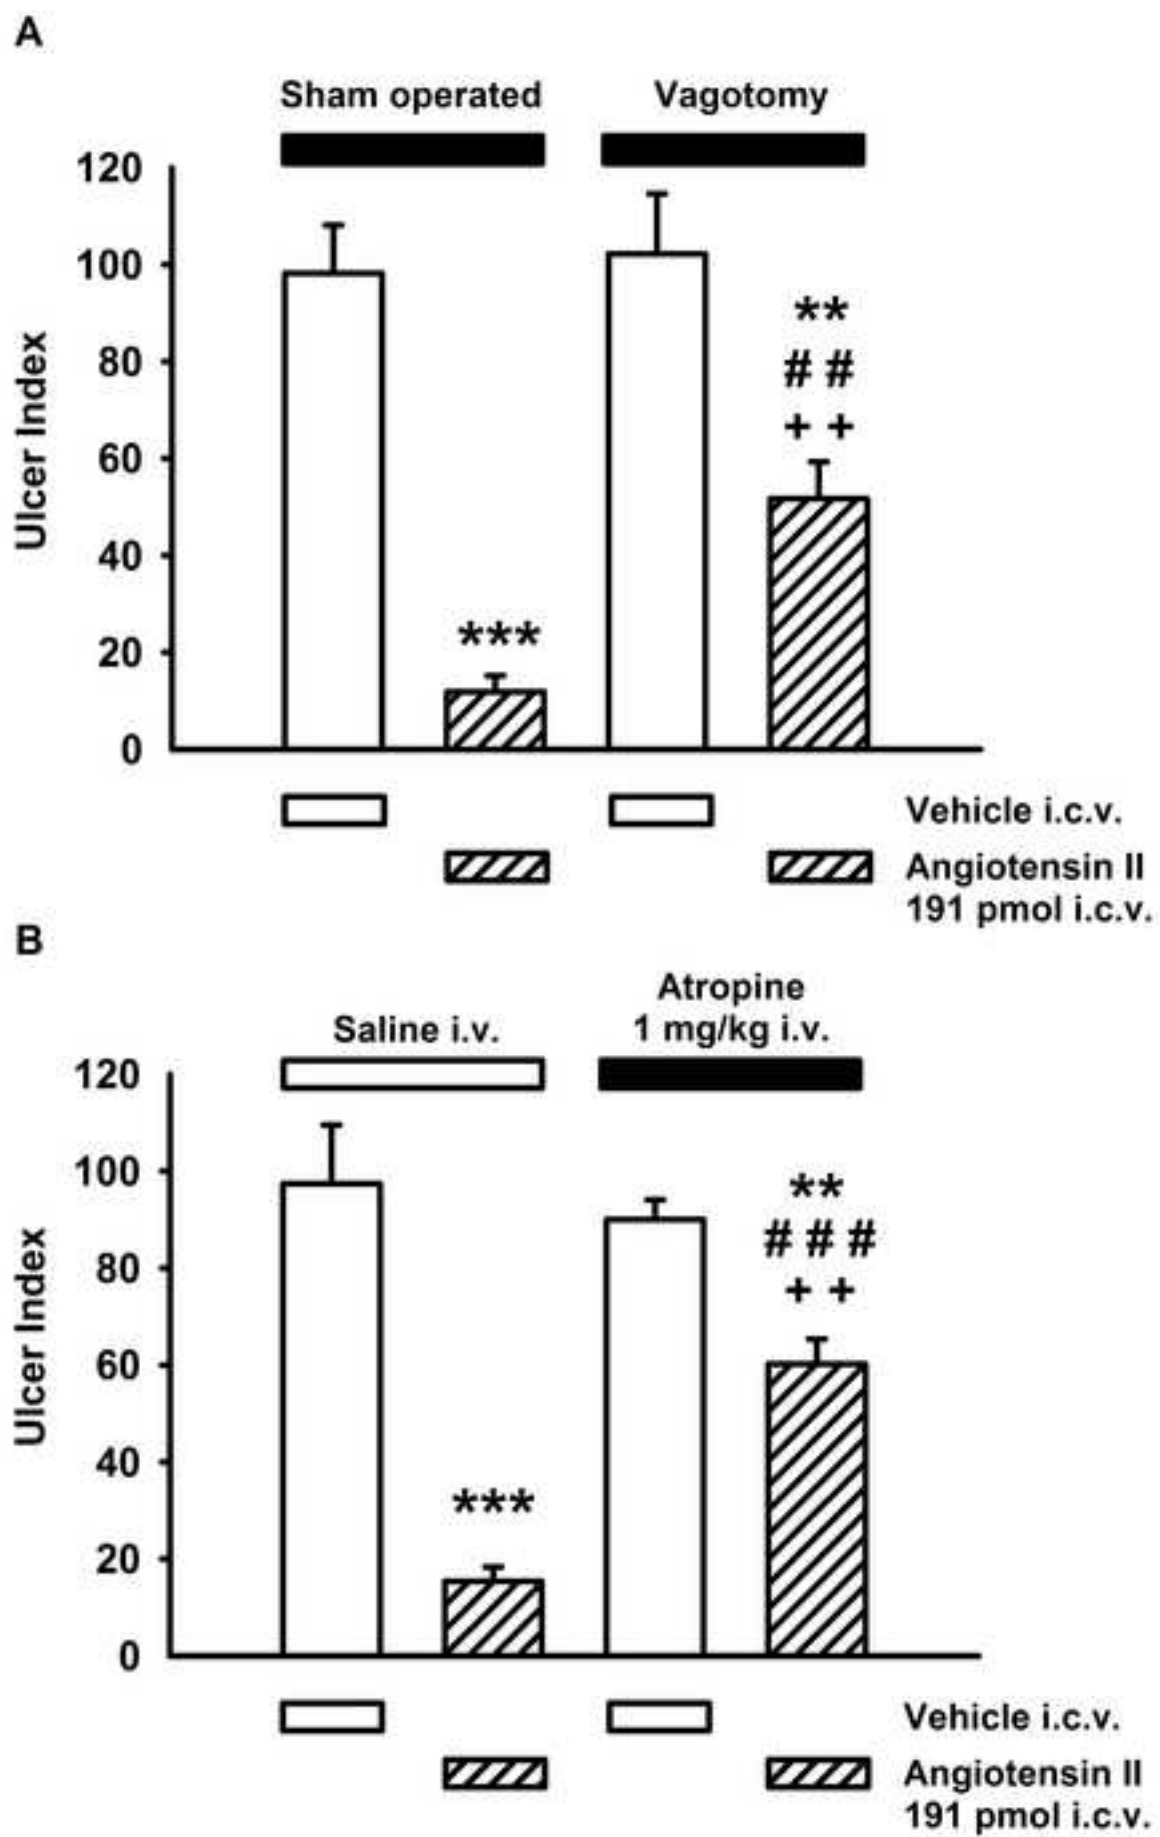 A
Sham operated Vagotomy
120
100
80
60
40
20
0
Ulcer Index
**
# #
+ +
***
Vehicle i.c.v.
Angiotensin II
191 pmol i.c.v.
B
Saline i.v.
Atropine
1 mg/kg i.v.
120
100
80
60
40
20
0
Ulcer Index
**
# # #
+ +
***
Vehicle i.c.v.
Angiotensin II
191 pmol i.c.v.